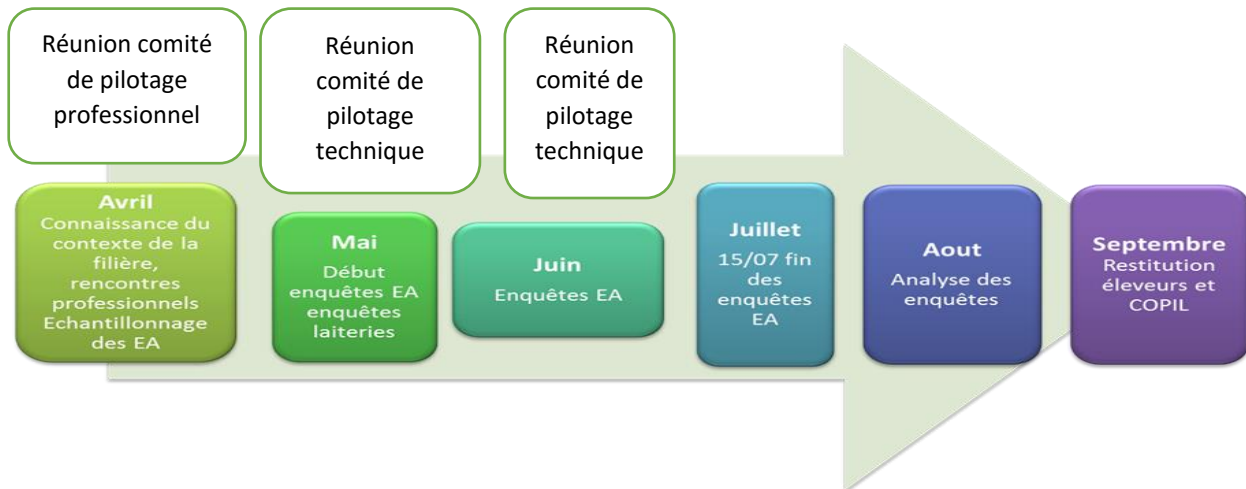 Réunion comité
de pilotage
professionnel
Réunion
comité de
pilotage
technique
Réunion
comité de
pilotage
technique
Avril
Connaissance du
contexte de la
filière,
rencontres
professionnels
Echantillonnage
des EA
Mai
Début
enquêtes EA
enquêtes
laiteries
Juin
Enquêtes EA
Juillet
15/07 fin
des
enquêtes
EA
Aout
Analyse des
enquêtes
Septembre
Restitution
éleveurs et
COPIL